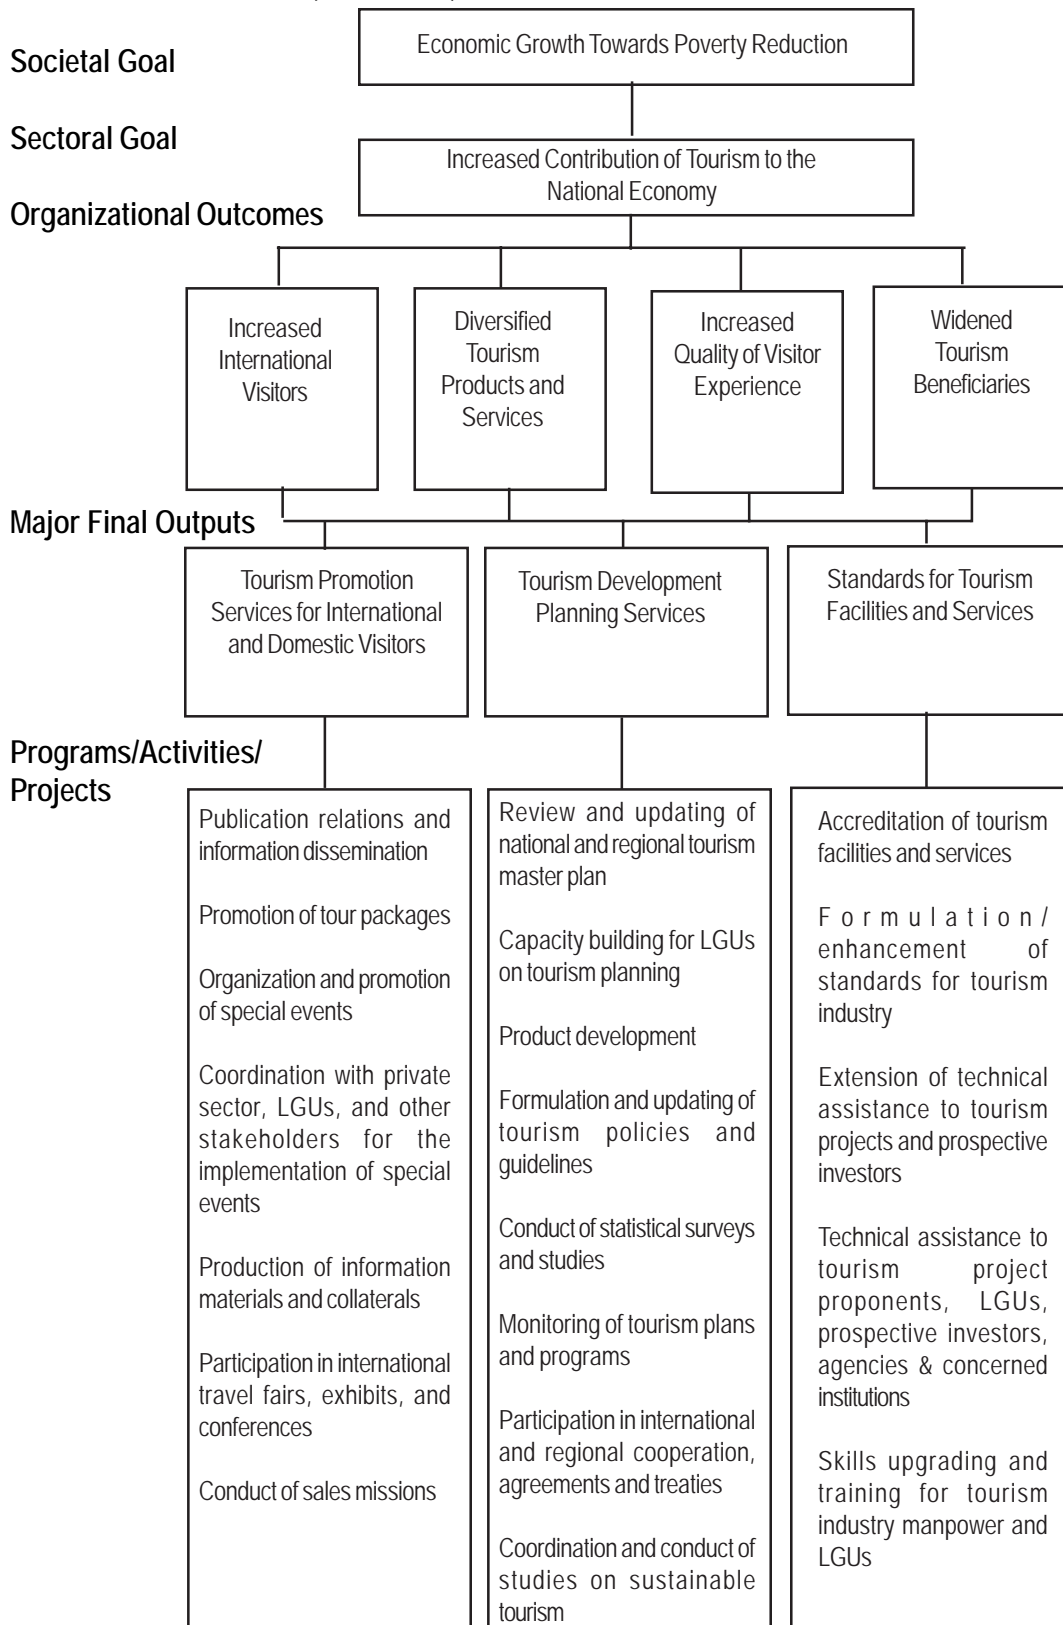 Societal Goal
Economic Growth Towards Poverty Reduction
Sectoral Goal
Increased Contribution of Tourism to the
National Economy
Organizational Outcomes
Increased
International
Visitors
Diversified
Tourism
Products and
Services
Increased
Quality of Visitor
Experience
Widened
Tourism
Beneficiaries
Major Final Outputs
Tourism Promotion
Services for International
and Domestic Visitors
Tourism Development
Planning Services
Standards for Tourism
Facilities and Services
Programs/Activities/
Projects
Publication relations and
information dissemination
Promotion of tour packages
Organization and promotion
of special events
Coordination with private
sector, LGUs, and other
stakeholders for the
implementation of special
events
Production of information
materials and collaterals
Participation in international
travel fairs, exhibits, and
conferences
Conduct of sales missions
Review and updating of
national and regional tourism
master plan
Capacity building for LGUs
on tourism planning
Product development
Formulation and updating of
tourism policies and
guidelines
Conduct of statistical surveys
and studies
Monitoring of tourism plans
and programs
Participation in international
and regional cooperation,
agreements and treaties
Coordination and conduct of
studies on sustainable
tourism
Accreditation of tourism
facilities and services
Formulation/
enhancement of
standards for tourism
industry
Extension of technical
assistance to tourism
projects and prospective
investors
Technical assistance to
tourism project
proponents, LGUs,
prospective investors,
agencies & concerned
institutions
Skills upgrading and
training for tourism
industry manpower and
LGUs